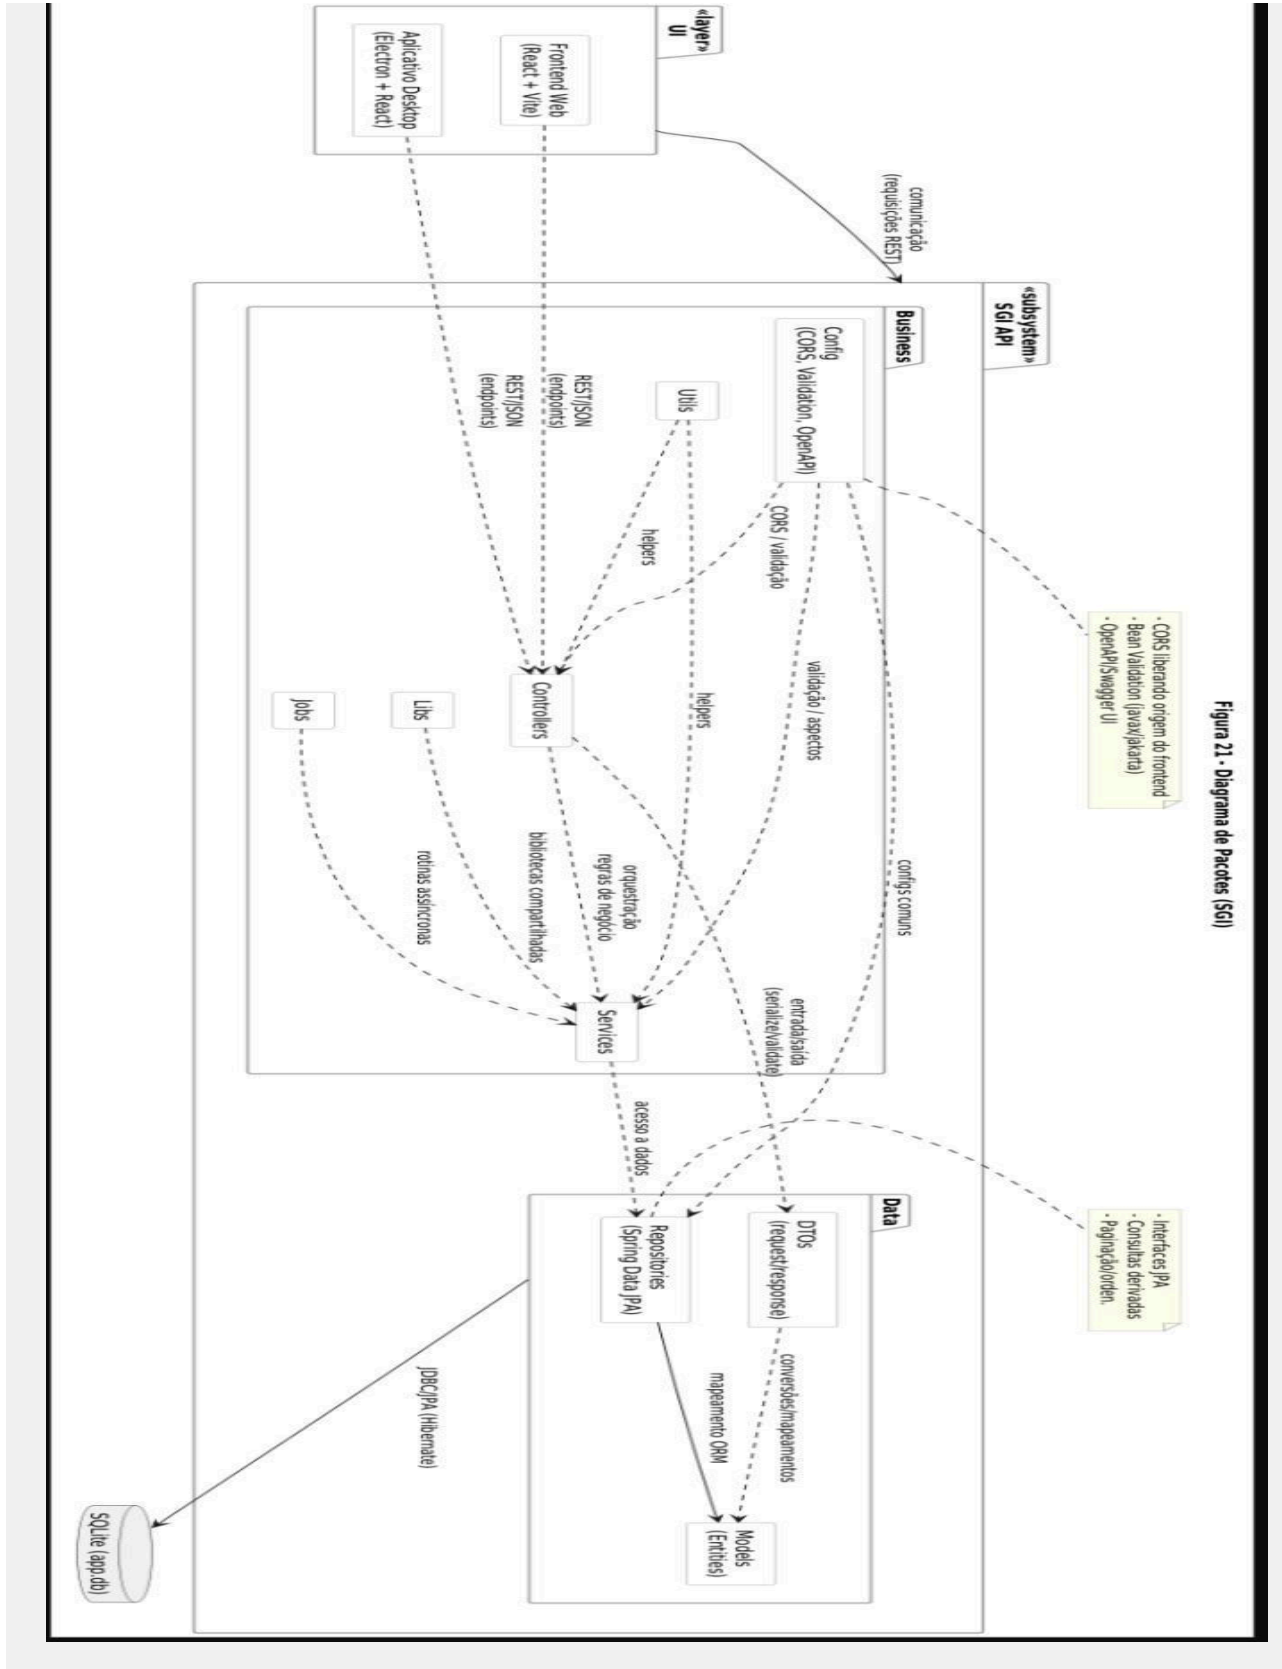 Figura 21 - Diagrama de Pacotes (SGI)
«layer»
UI
Frontend Web
(React + Vite)
Aplicativo Desktop
(Electron + React)
comunicação
(requisições REST)
«subsystem»
SGI API
Business
Config
(CORS, Validation, OpenAPI)
Utils
REST/JSON
(endpoints)
REST/JSON
(endpoints)
CORS / validação
helpers
· CORS liberando origem do frontend
· Bean Validation (javax/jakarta)
· OpenAPI/Swagger UI
validação / aspectos
helpers
Controllers
Libs
Jobs
configs comuns
orquestração
regras de negócio
bibliotecas compartilhadas
rotinas assíncronas
entrada/saída
(serialize/validate)
Services
acesso a dados
· Interfaces JPA
· Consultas derivadas
· Paginação/orden.
Data
DTOs
(request/response)
Repositories
(Spring Data JPA)
conversões/mapeamentos
mapeamento ORM
JDBC/JPA (Hibernate)
Models
(Entities)
SQLite (app.db)